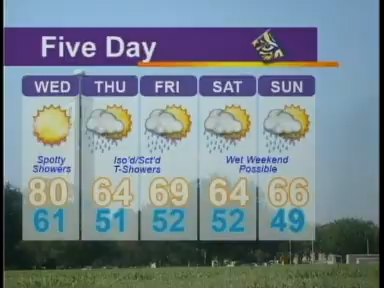 Five Day
WED THU FRI SAT SUN
Spotty
Showers
Iso'd/Sct'd
T-Showers
Wet Weekend
Possible
80 64 69 64 66
61 51 52 52 49